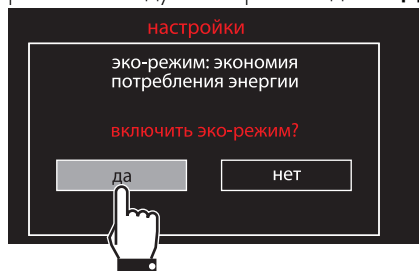 настройки
эко-режим: экономия
потребления энергии
включить эко-режим?
да
нет